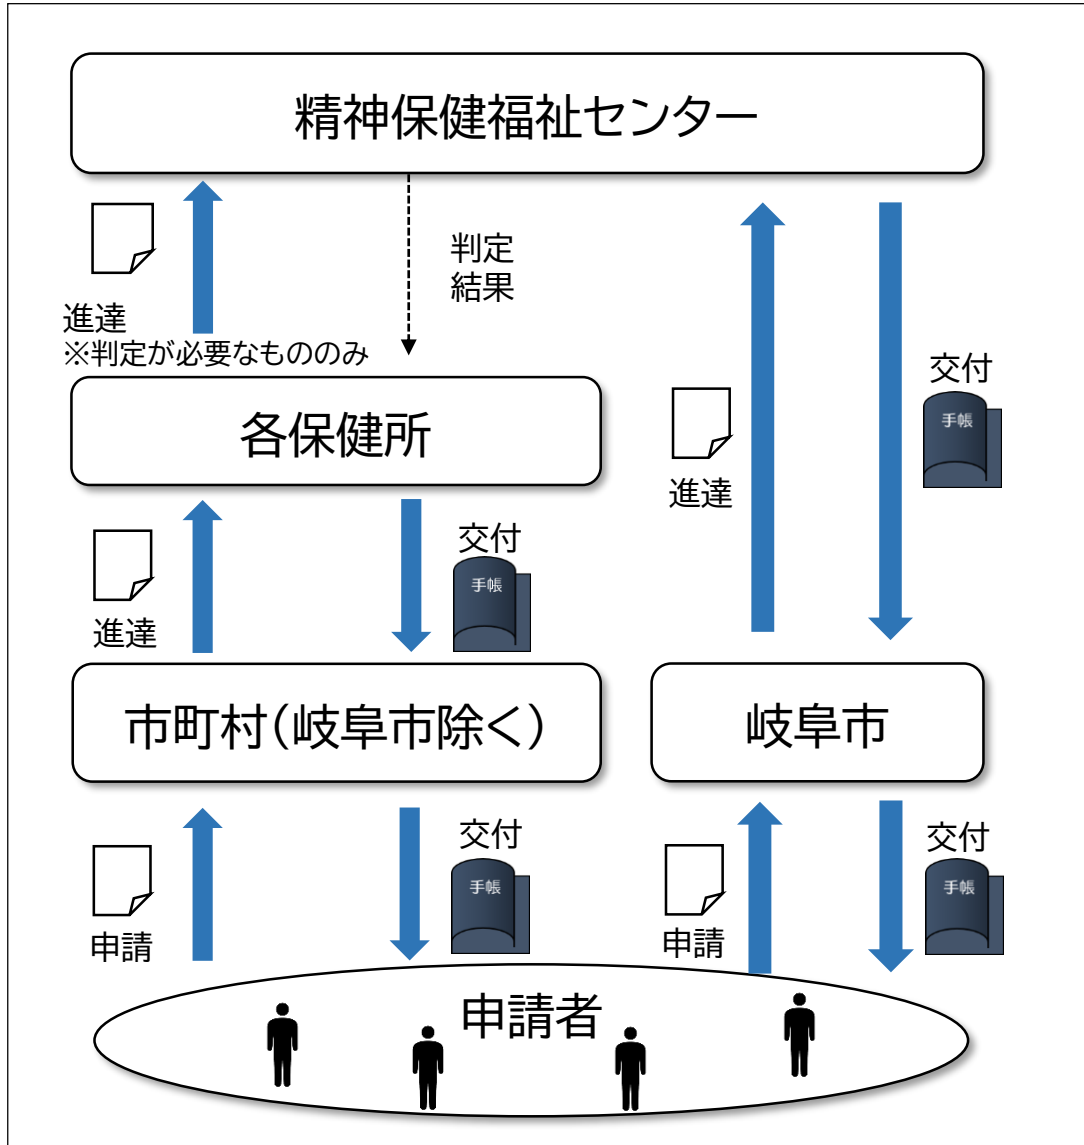 精神保健福祉センター
判定
結果
進達
※判定が必要なもののみ
交付
手帳
各保健所
進達
交付
手帳
進達
市町村(岐阜市除く)
岐阜市
交付
手帳
申請
交付
手帳
申請
申請者